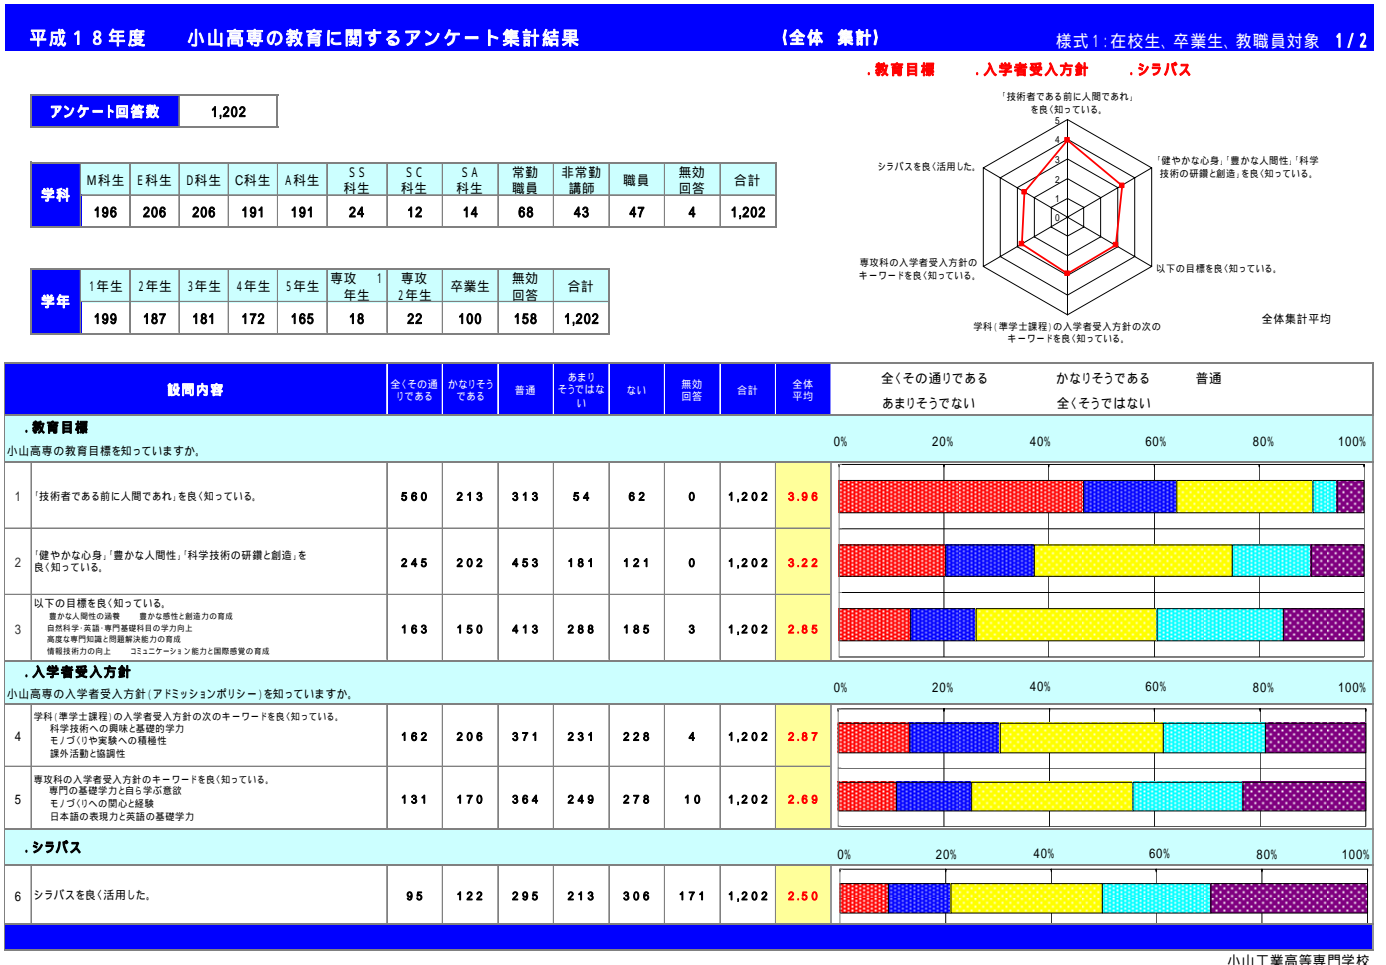 平成１８年度　　小山高専の教育に関するアンケート集計結果　　(全体 集計)　　様式1:在校生、卒業生、教職員対象 1/2
.教育目標　.入学者受入方針　.シラバス
アンケート回答数 1,202
学科 M科生 E科生 D科生 C科生 A科生 SS科生 SC科生 SA科生 常勤職員 非常勤講師 職員 無効回答 合計
196 206 206 191 191 24 12 14 68 43 47 4 1,202
学年 1年生 2年生 3年生 4年生 5年生 専攻1年生 専攻2年生 卒業生 無効回答 合計
199 187 181 172 165 18 22 100 158 1,202
「技術者である前に人間であれ」
を良く知っている。
「健やかな心身」「豊かな人間性」「科学
技術の研鑽と創造」を良く知っている。
以下の目標を良く知っている。
学科(準学士課程)の入学者受入方針の次の
キーワードを良く知っている。
専攻科の入学者受入方針の
キーワードを良く知っている。
シラバスを良く活用した。
5
4
3
2
1
0
全体集計平均
設問内容 全くその通りである かなりそうである 普通 あまりそうではない ない 無効回答 合計 全体平均
全くその通りである かなりそうである 普通
あまりそうでない 全くそうではない
.教育目標
小山高専の教育目標を知っていますか。
0% 20% 40% 60% 80% 100%
1 「技術者である前に人間であれ」を良く知っている。 560 213 313 54 62 0 1,202 3.96
2 「健やかな心身」「豊かな人間性」「科学技術の研鑽と創造」を
良く知っている。 245 202 453 181 121 0 1,202 3.22
3 以下の目標を良く知っている。
豊かな人間性の涵養　豊かな感性と創造力の育成
自然科学・英語・専門基礎科目の学力向上
高度な専門知識と問題解決能力の育成
情報技術力の向上　コミュニケーション能力と国際感覚の育成
163 150 413 288 185 3 1,202 2.85
.入学者受入方針
小山高専の入学者受入方針(アドミッションポリシー)を知っていますか。
0% 20% 40% 60% 80% 100%
4 学科(準学士課程)の入学者受入方針の次のキーワードを良く知っている。
科学技術への興味と基礎的学力
モノづくりや実験への積極性
課外活動と協調性
162 206 371 231 228 4 1,202 2.87
5 専攻科の入学者受入方針のキーワードを良く知っている。
専門の基礎学力と自ら学ぶ意欲
モノづくりへの関心と経験
日本語の表現力と英語の基礎学力
131 170 364 249 278 10 1,202 2.69
.シラバス
0% 20% 40% 60% 80% 100%
6 シラバスを良く活用した。 95 122 295 213 306 171 1,202 2.50
小山工業高等専門学校